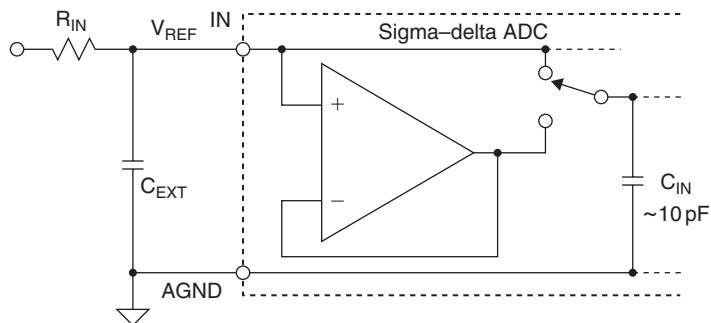 R_IN
V_REF
IN
Sigma–delta ADC
+
−
C_EXT
C_IN
~10 pF
AGND